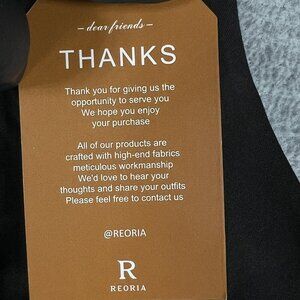 – dear friends –
THANKS
Thank you for giving us the
opportunity to serve you
We hope you enjoy
your purchase
All of our products are
crafted with high-end fabrics
meticulous workmanship
We'd love to hear your
thoughts and share your outfits
Please feel free to contact us
@REORIA
R
REORIA